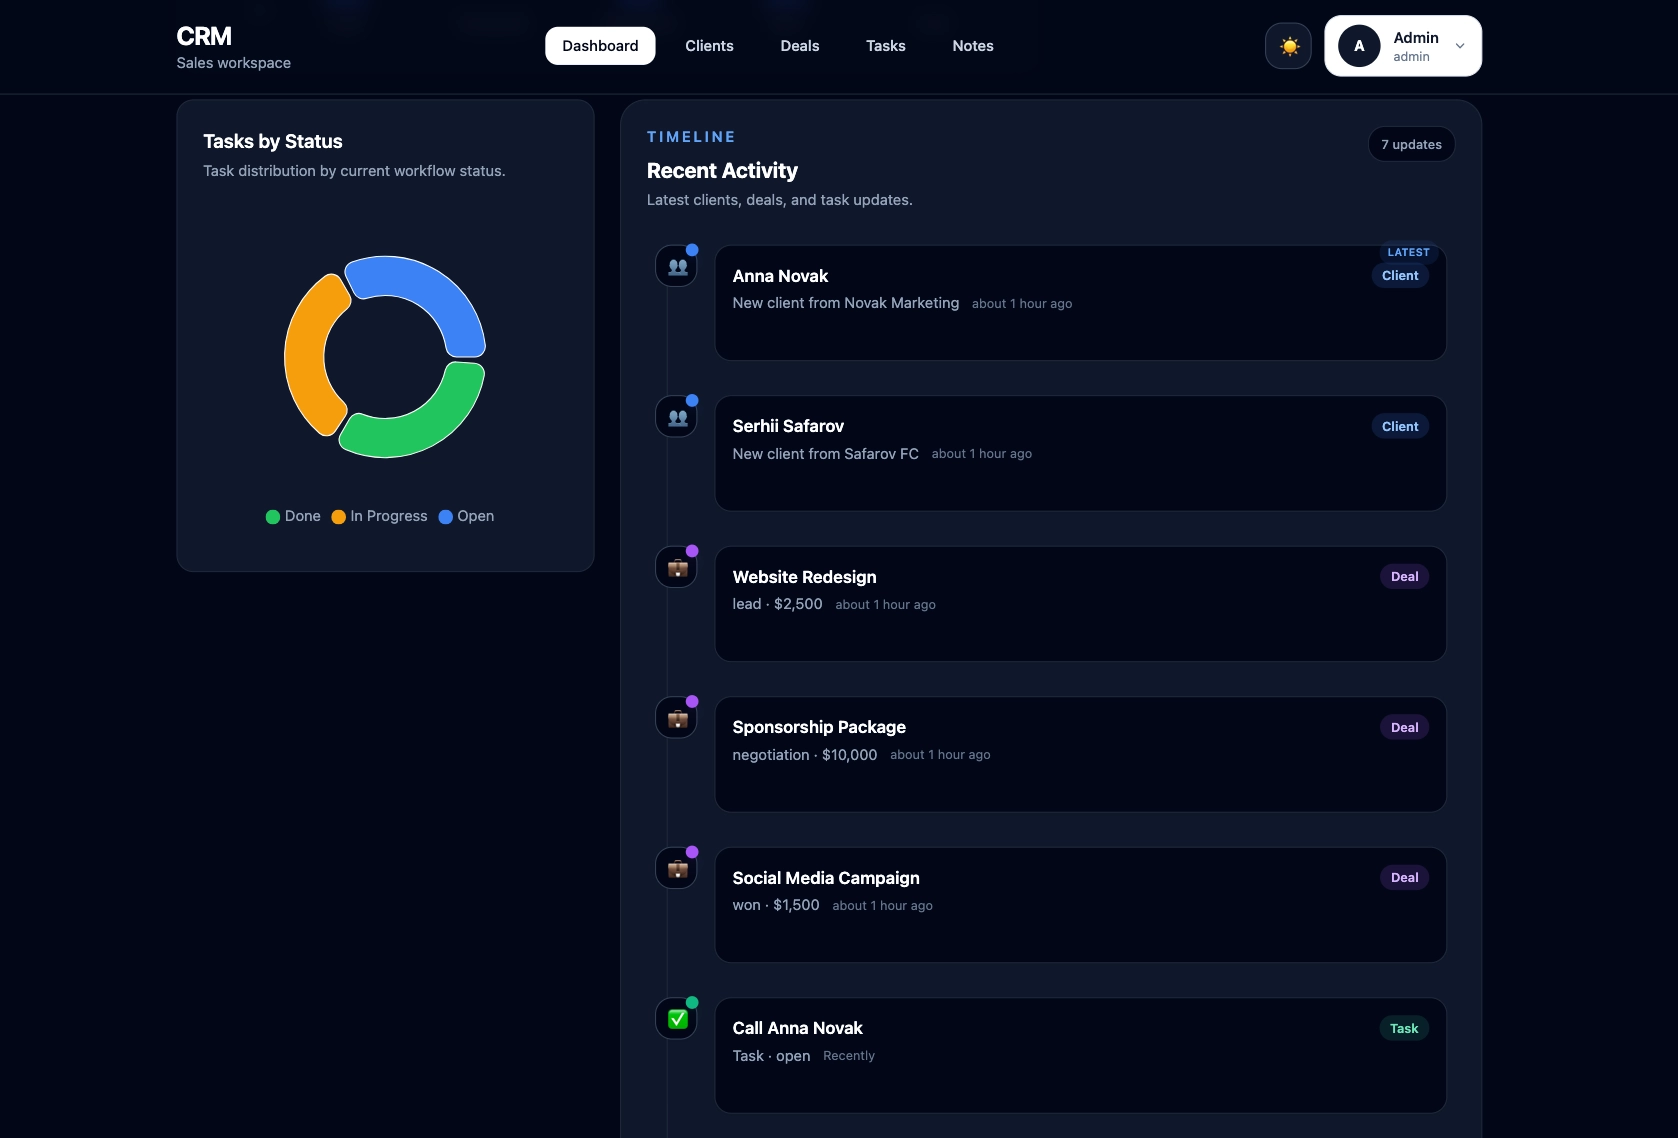 CRM
Sales workspace
Dashboard
Clients
Deals
Tasks
Notes
A
Admin
admin
Tasks by Status
Task distribution by current workflow status.
Done
In Progress
Open
TIMELINE
Recent Activity
Latest clients, deals, and task updates.
7 updates
LATEST
Anna Novak
Client
New client from Novak Marketing about 1 hour ago
Serhii Safarov
Client
New client from Safarov FC about 1 hour ago
Website Redesign
Deal
lead · $2,500 about 1 hour ago
Sponsorship Package
Deal
negotiation · $10,000 about 1 hour ago
Social Media Campaign
Deal
won · $1,500 about 1 hour ago
Call Anna Novak
Task
Task · open Recently